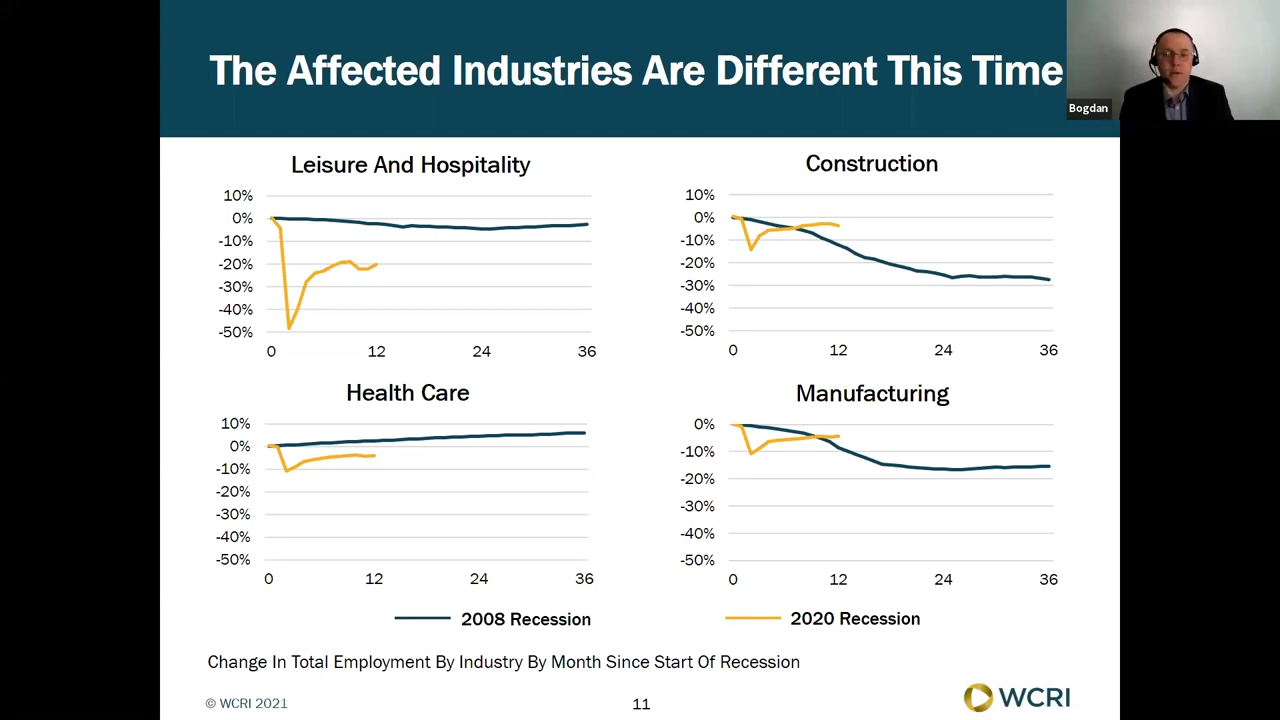 The Affected Industries Are Different This Time
Bogdan
Leisure And Hospitality
10%
0%
-10%
-20%
-30%
-40%
-50%
0 12 24 36
Construction
10%
0%
-10%
-20%
-30%
-40%
-50%
0 12 24 36
Health Care
10%
0%
-10%
-20%
-30%
-40%
-50%
0 12 24 36
Manufacturing
0%
-10%
-20%
-30%
-40%
-50%
0 12 24 36
2008 Recession 2020 Recession
Change In Total Employment By Industry By Month Since Start Of Recession
© WCRI 2021
11
WCRI